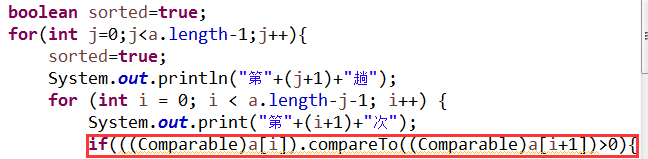 boolean sorted=true;
for(int j=0;j<a.length-1;j++){
    sorted=true;
    System.out.println("第"+(j+1)+"趟");
    for (int i = 0; i < a.length-j-1; i++) {
        System.out.print("第"+(i+1)+"次");
        if(((Comparable)a[i]).compareTo((Comparable)a[i+1])>0){